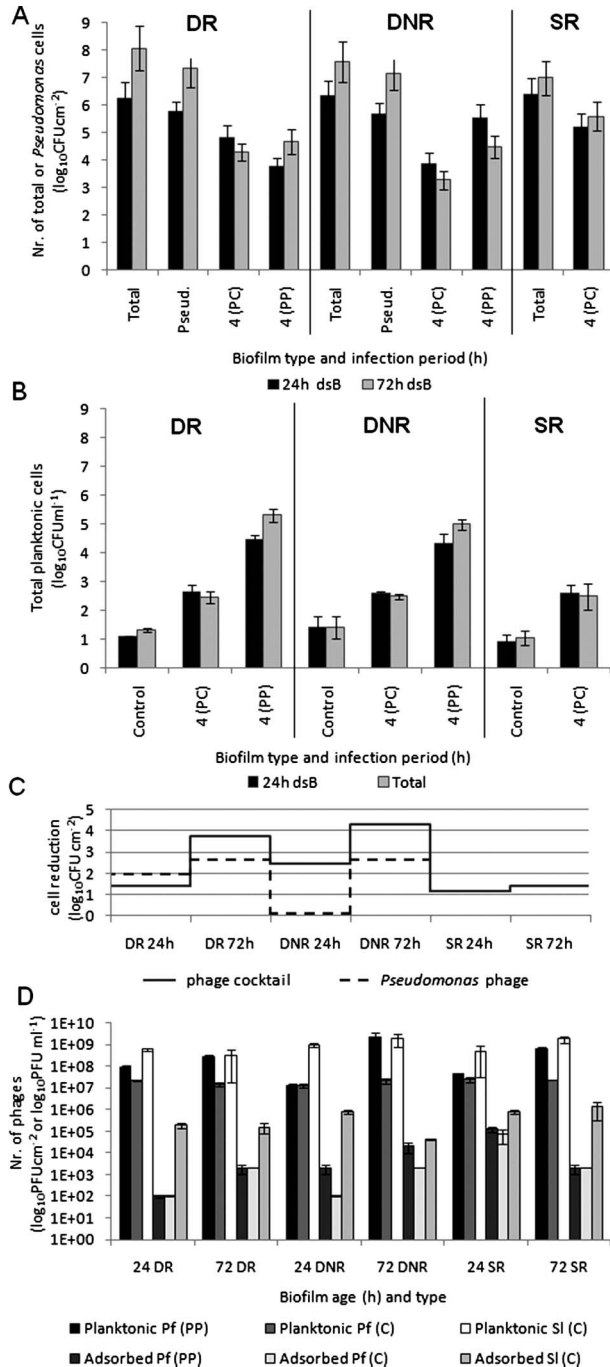 A
DR
DNR
SR
Nr. of total or Pseudomonas cells
(log10CFUcm-2)
9
8
7
6
5
4
3
2
1
0
Total
Pseud.
4 (PC)
4 (PP)
Total
Pseud.
4 (PC)
4 (PP)
Total
4 (PC)
Biofilm type and infection period (h)
24h dsB
72h dsB
B
DR
DNR
SR
Total planktonic cells
(log10CFUml-1)
9
8
7
6
5
4
3
2
1
0
Control
4 (PC)
4 (PP)
Control
4 (PC)
4 (PP)
Control
4 (PC)
Biofilm type and infection period (h)
24h dsB
Total
C
cell reduction
(log10CFU cm-2)
5
4
3
2
1
0
DR 24h
DR 72h
DNR 24h
DNR 72h
SR 24h
SR 72h
phage cocktail
Pseudomonas phage
D
Nr. of phages
(log10PFUcm-2 or log10PFU ml-1)
1E+10
1E+09
1E+08
1E+07
1E+06
1E+05
1E+04
1E+03
1E+02
1E+01
1E+00
24 DR
72 DR
24 DNR
72 DNR
24 SR
72 SR
Biofilm age (h) and type
Planktonic Pf (PP)
Planktonic Pf (C)
Planktonic Sl (C)
Adsorbed Pf (PP)
Adsorbed Pf (C)
Adsorbed Sl (C)